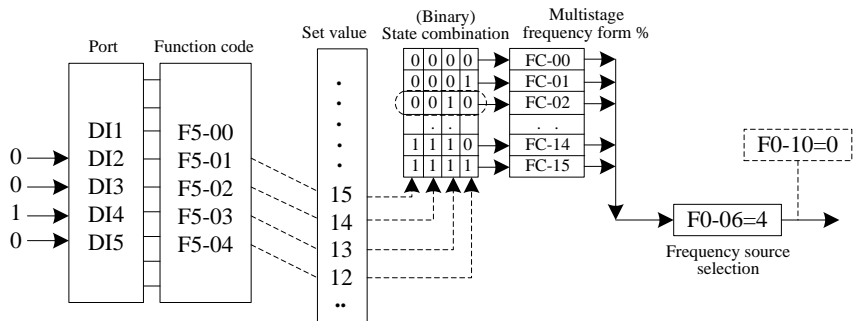 Port
Function code
Set value
(Binary)
State combination
Multistage
frequency form %
DI1
DI2
DI3
DI4
DI5
0
0
1
0
F5-00
F5-01
F5-02
F5-03
F5-04
.
.
.
.
.
15
14
13
12
..
0 0 0 0
0 0 0 1
0 0 1 0
. .
1 1 1 0
1 1 1 1
FC-00
FC-01
FC-02
. .
FC-14
FC-15
F0-10=0
F0-06=4
Frequency source
selection